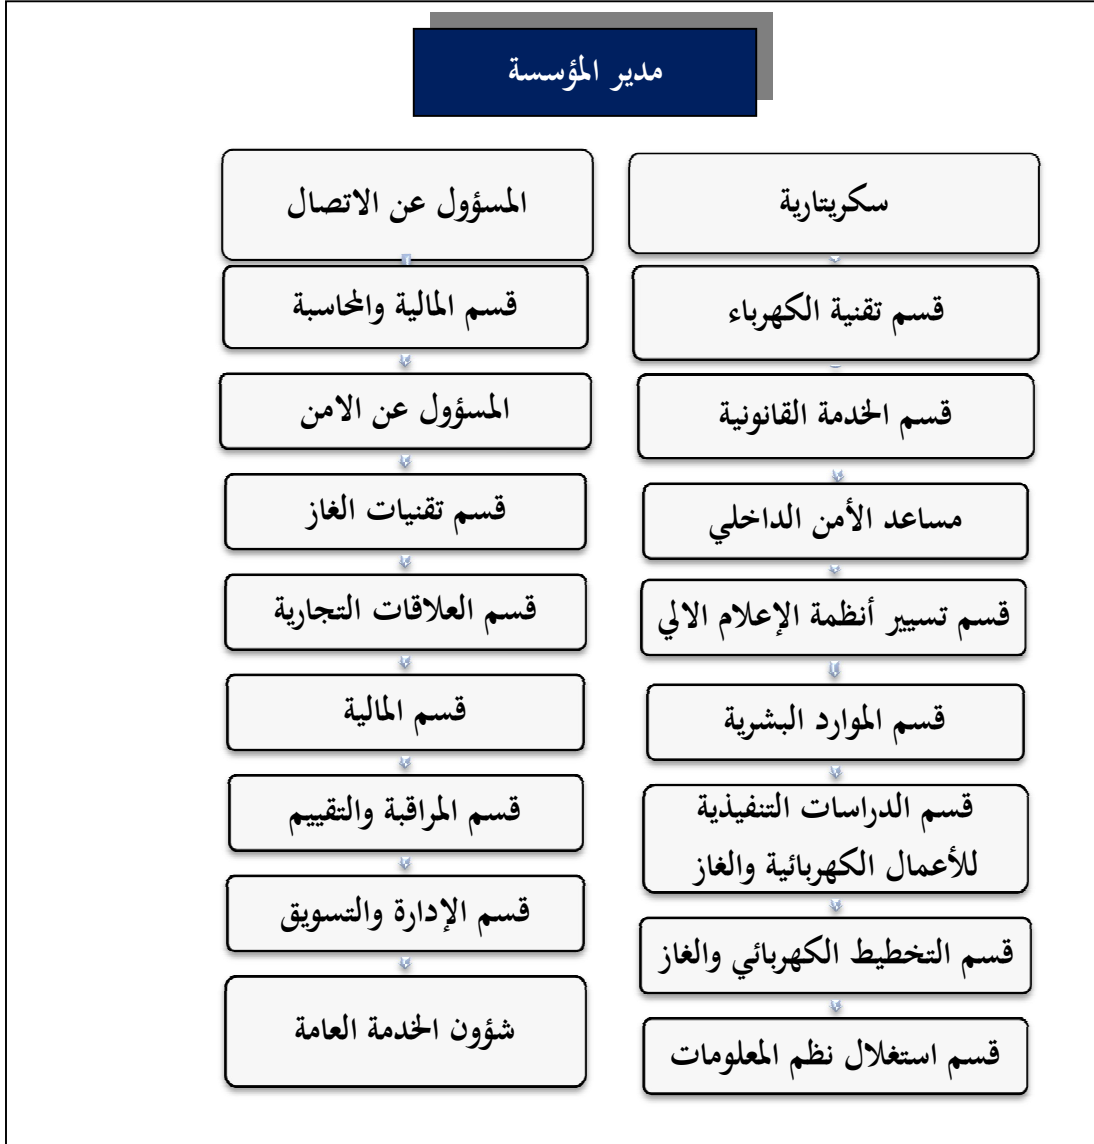 مدير المؤسسة
سكريتارية
قسم تقنية الكهرباء
قسم الخدمة القانونية
مساعد الأمن الداخلي
قسم تسيير أنظمة الإعلام الالي
قسم الموارد البشرية
قسم الدراسات التنفيذية
للأعمال الكهربائية والغاز
قسم التخطيط الكهربائي والغاز
قسم استغلال نظم المعلومات
المسؤول عن الاتصال
قسم المالية والمحاسبة
المسؤول عن الامن
قسم تقنيات الغاز
قسم العلاقات التجارية
قسم المالية
قسم المراقبة والتقييم
قسم الإدارة والتسويق
شؤون الخدمة العامة